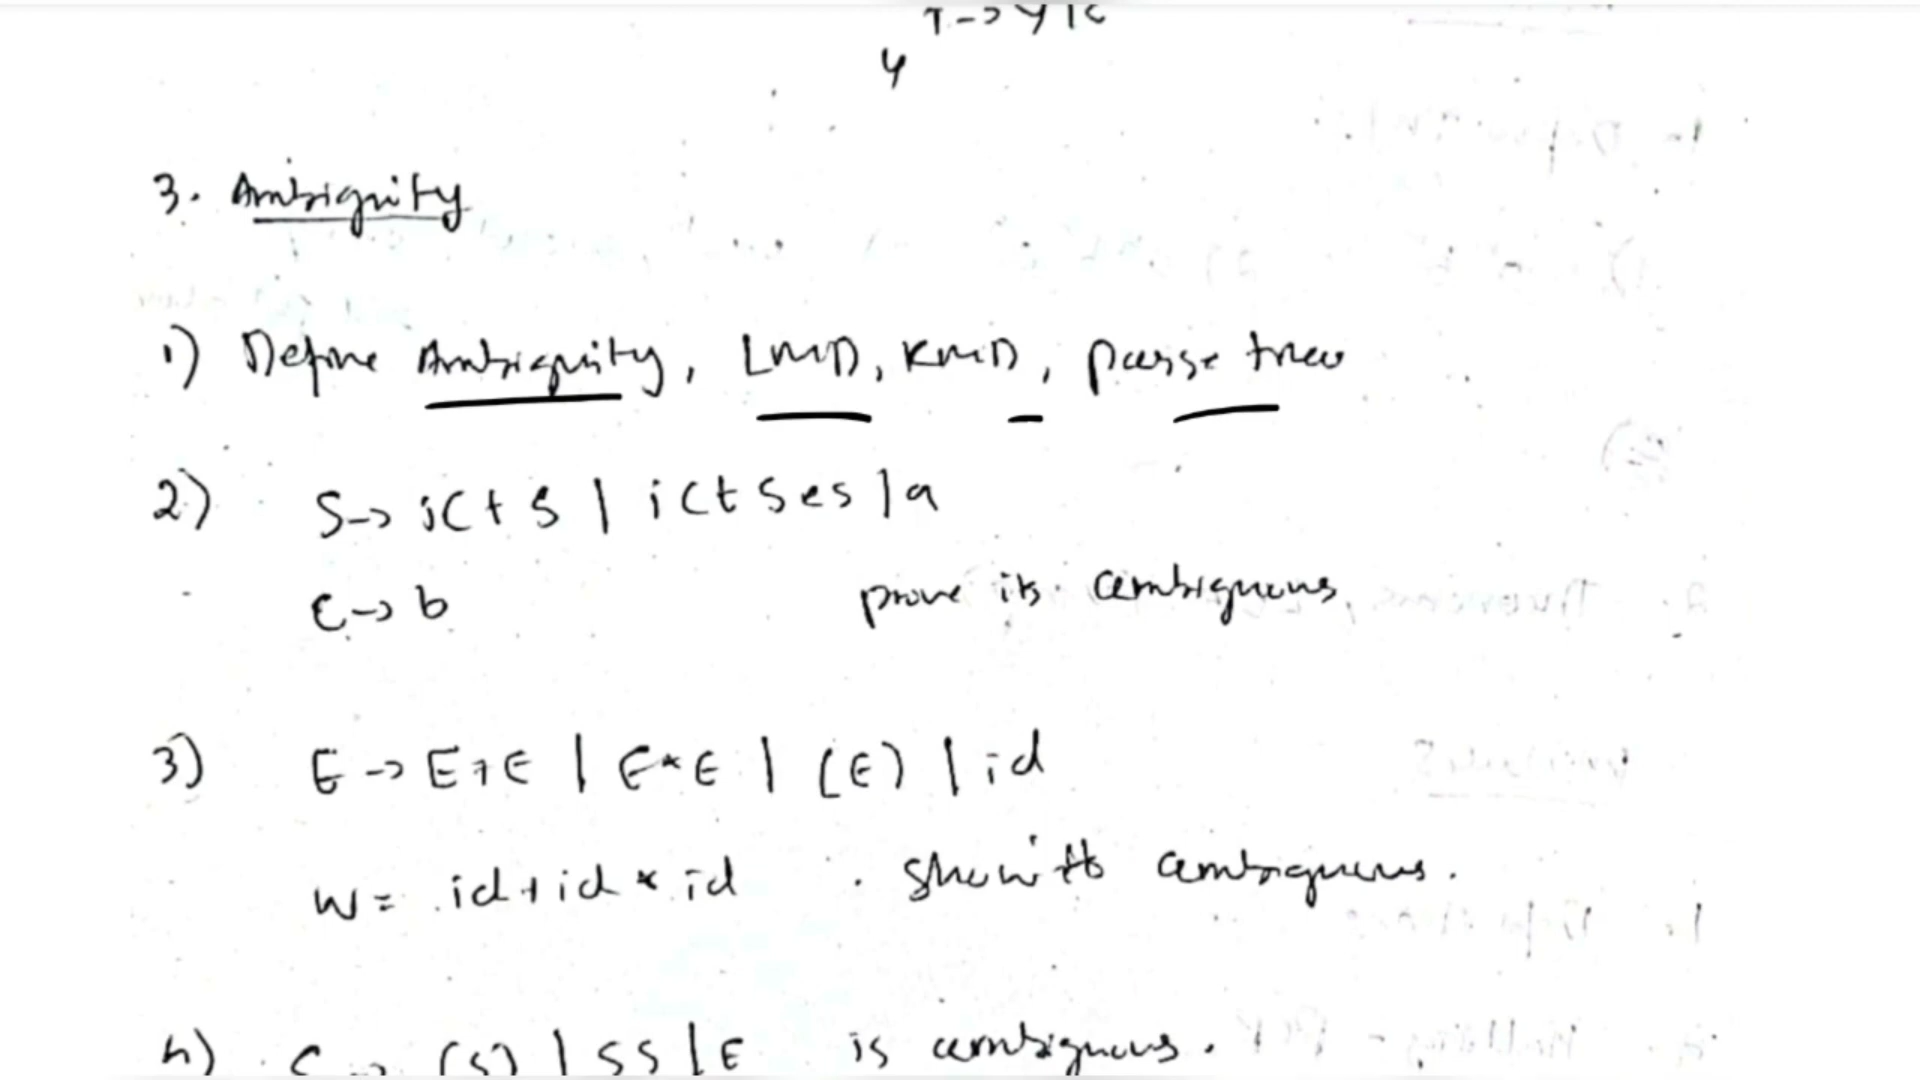 4
3. Ambiguity
1) Define Ambiguity, LMD, RMD, parse tree
2) S-> iCtS | iCtSeS | a
C-> b prove its ambiguous
3) E -> E+E | E*E | (E) | id
w = id+id*id . Show its ambiguous.
4) S-> (S) | SS | ε is ambiguous.